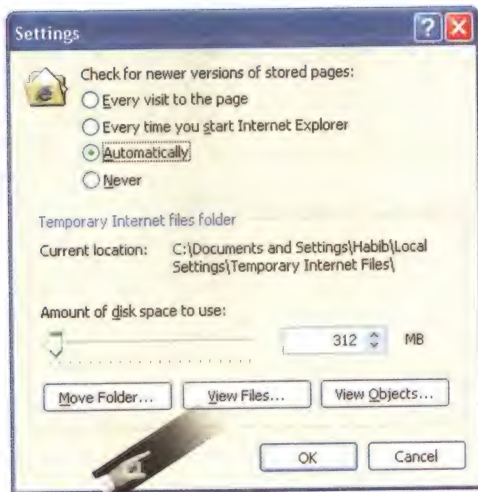 Settings
Check for newer versions of stored pages:
Every visit to the page
Every time you start Internet Explorer
Automatically
Never
Temporary Internet files folder
Current location: C:\Documents and Settings\Habib\Local
Settings\Temporary Internet Files\
Amount of disk space to use:
312 MB
Move Folder... View Files... View Objects...
OK Cancel